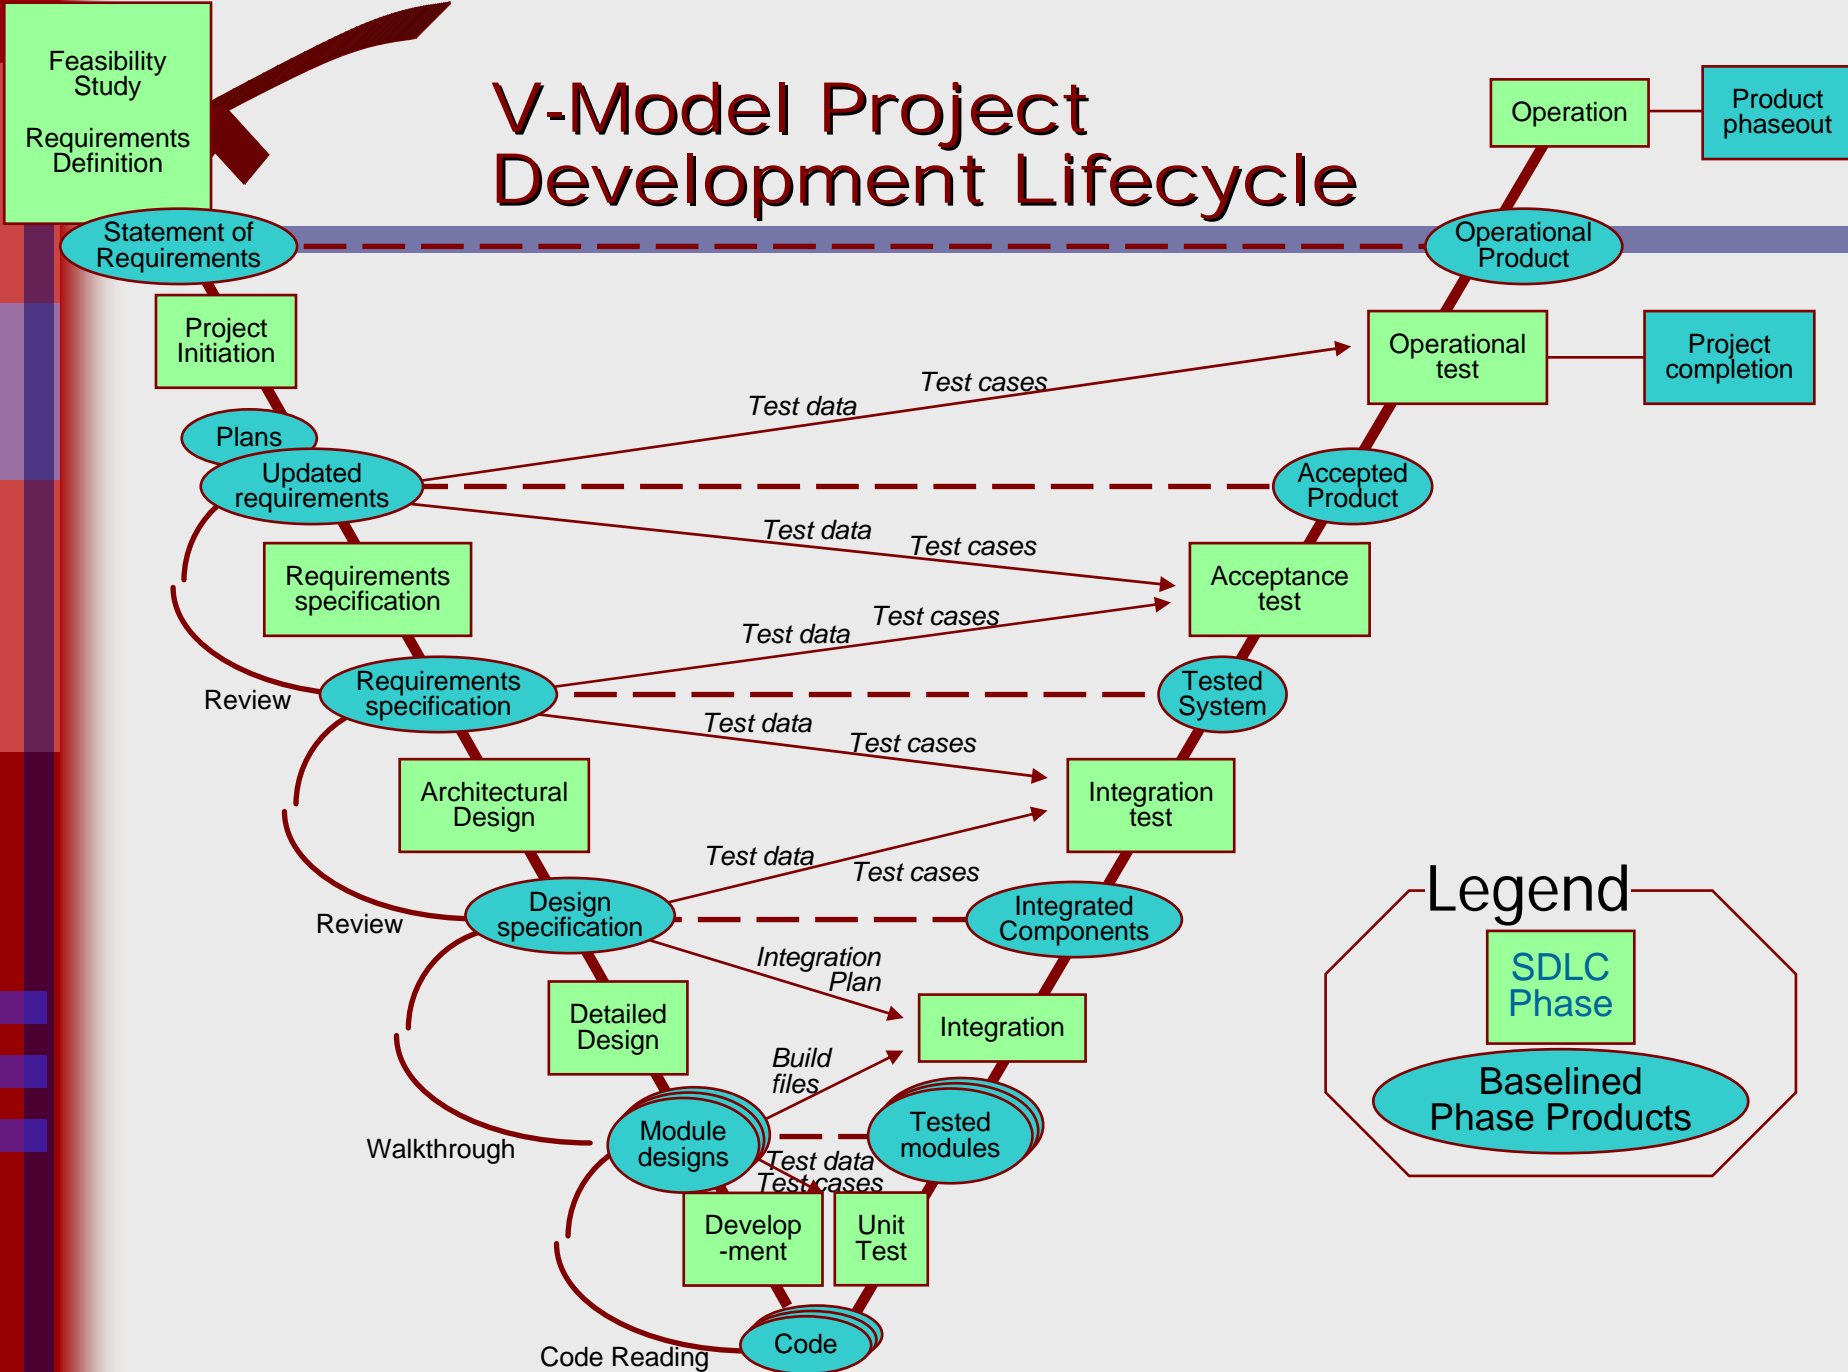 Feasibility
Study
Requirements
Definition
V-Model Project
Development Lifecycle
Operation
Product
phaseout
Statement of
Requirements
Operational
Product
Project
Initiation
Operational
test
Project
completion
Test cases
Test data
Plans
Updated
requirements
Accepted
Product
Test data
Test cases
Requirements
specification
Acceptance
test
Test cases
Test data
Review
Requirements
specification
Tested
System
Test data
Test cases
Architectural
Design
Integration
test
Test data
Test cases
Review
Design
specification
Integrated
Components
Integration
Plan
Detailed
Design
Integration
Build
files
Walkthrough
Module
designs
Tested
modules
Test data
Test cases
Develop
-ment
Unit
Test
Code Reading
Code
Legend
SDLC
Phase
Baselined
Phase Products